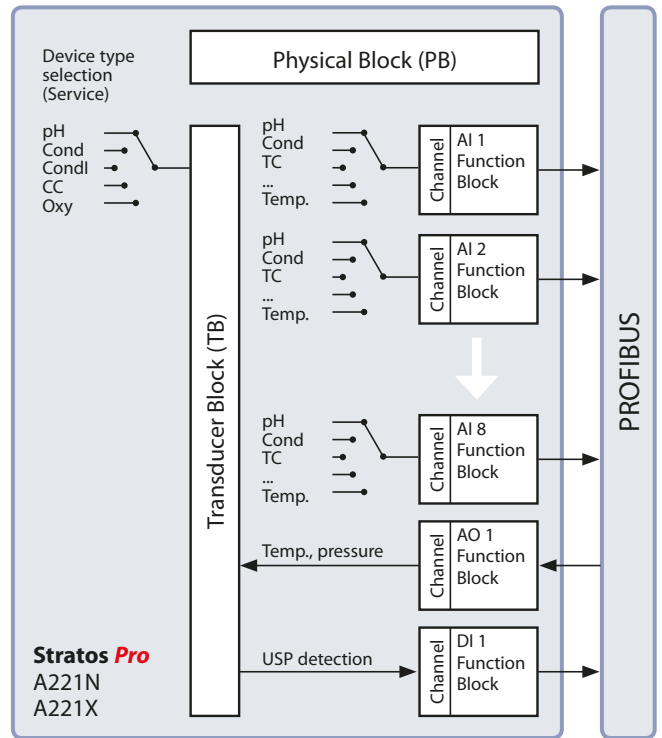 Physical Block (PB)
Device type
selection
(Service)
pH
Cond
Condl
CC
Oxy
Transducer Block (TB)
pH
Cond
TC
...
Temp.
Channel
AI 1
Function
Block
pH
Cond
TC
...
Temp.
Channel
AI 2
Function
Block
pH
Cond
TC
...
Temp.
Channel
AI 8
Function
Block
Temp., pressure
Channel
AO 1
Function
Block
USP detection
Channel
DI 1
Function
Block
PROFIBUS
Stratos Pro
A221N
A221X